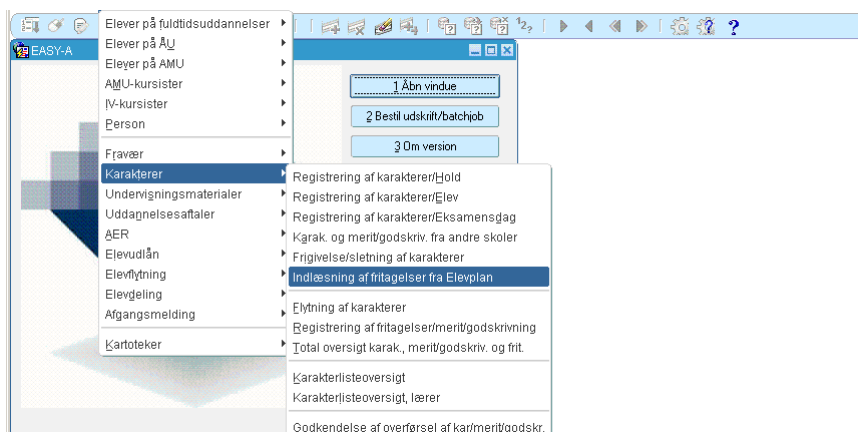 EASY-A
1 Åbn vindue
2 Bestil udskrift/batchjob
3 Om version
Elever på fuldtidsuddannelser
Elever på ÅU
Elever på AMU
AMU-kursister
IV-kursister
Person
Fravær
Karakterer
Undervisningsmaterialer
Uddannelsesaftaler
AER
Elevudlån
Elevflytning
Elevdeling
Afgangsmelding
Kartoteker
Registrering af karakterer/Hold
Registrering af karakterer/Elev
Registrering af karakterer/Eksamensdag
Karak. og merit/godskriv. fra andre skoler
Frigivelse/sletning af karakterer
Indlæsning af fritagelser fra Elevplan
Flytning af karakterer
Registrering af fritagelser/merit/godskrivning
Total oversigt karak., merit/godskriv. og frit.
Karakterlisteoversigt
Karakterlisteoversigt, lærer
Godkendelse af overførsel af kar/merit/godskr.